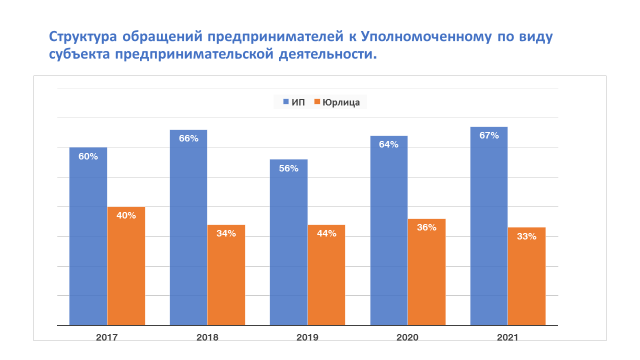 Структура обращений предпринимателей к Уполномоченному по виду
субъекта предпринимательской деятельности.
ИП Юрлица
60% 40% 66% 34% 56% 44% 64% 36% 67% 33%
2017 2018 2019 2020 2021